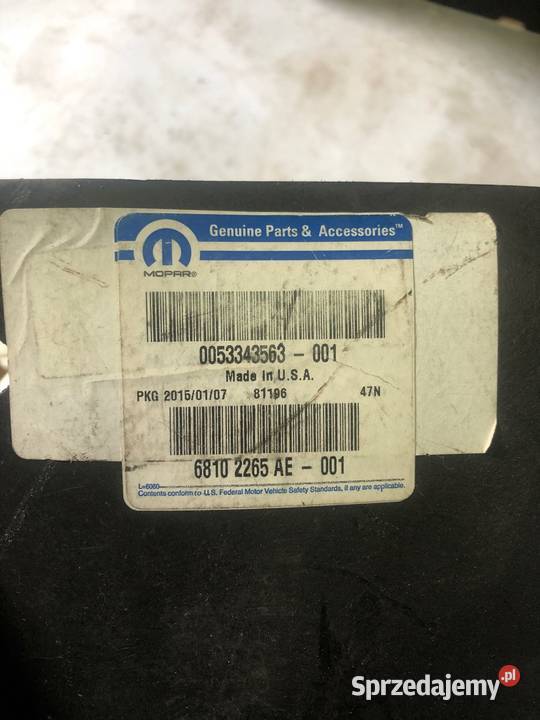 Genuine Parts & Accessories™
MOPAR®
0053343563 - 001
Made In U.S.A.
PKG 2015/01/07 81196 47N
6810 2265 AE - 001
L=6060
Contents conform to U.S. Federal Motor Vehicle Safety Standards, if any are applicable.
Sprzedajemy.pl